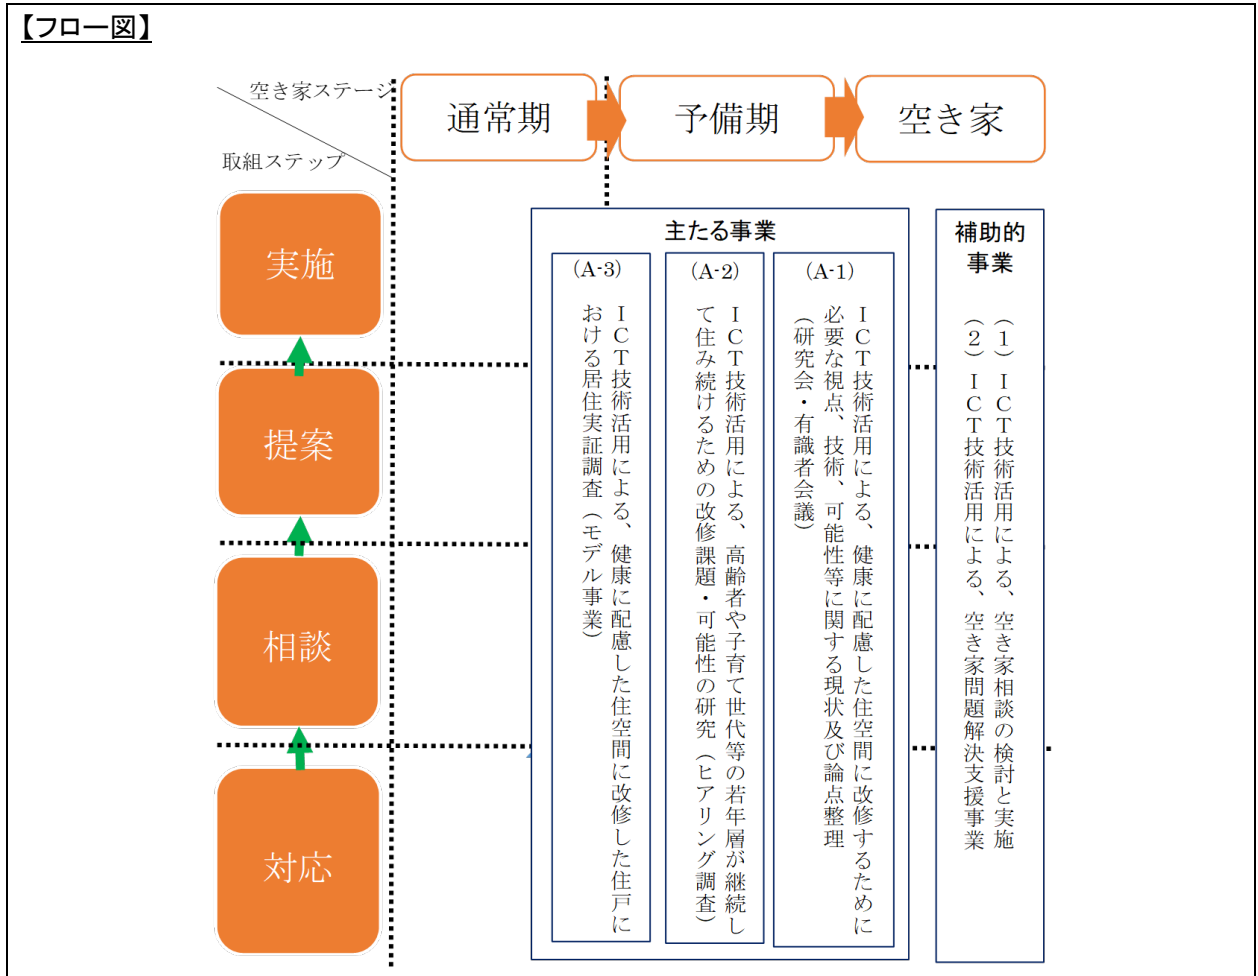 【フロー図】
空き家ステージ
取組ステップ
通常期
予備期
空き家
実施
提案
相談
対応
主たる事業
(A-1)
ICT技術活用による、健康に配慮した住空間に改修するために
必要な視点、技術、可能性等に関する現状及び論点整理
(研究会・有識者会議)
(A-2)
ICT技術活用による、高齢者や子育て世代等の若年層が継続し
て住み続けるための改修課題・可能性の研究(ヒアリング調査)
(A-3)
ICT技術活用による、健康に配慮した住空間に改修した住戸に
おける居住実証調査(モデル事業)
補助的
事業
(1)ICT技術活用による、空き家相談の検討と実施
(2)ICT技術活用による、空き家問題解決支援事業